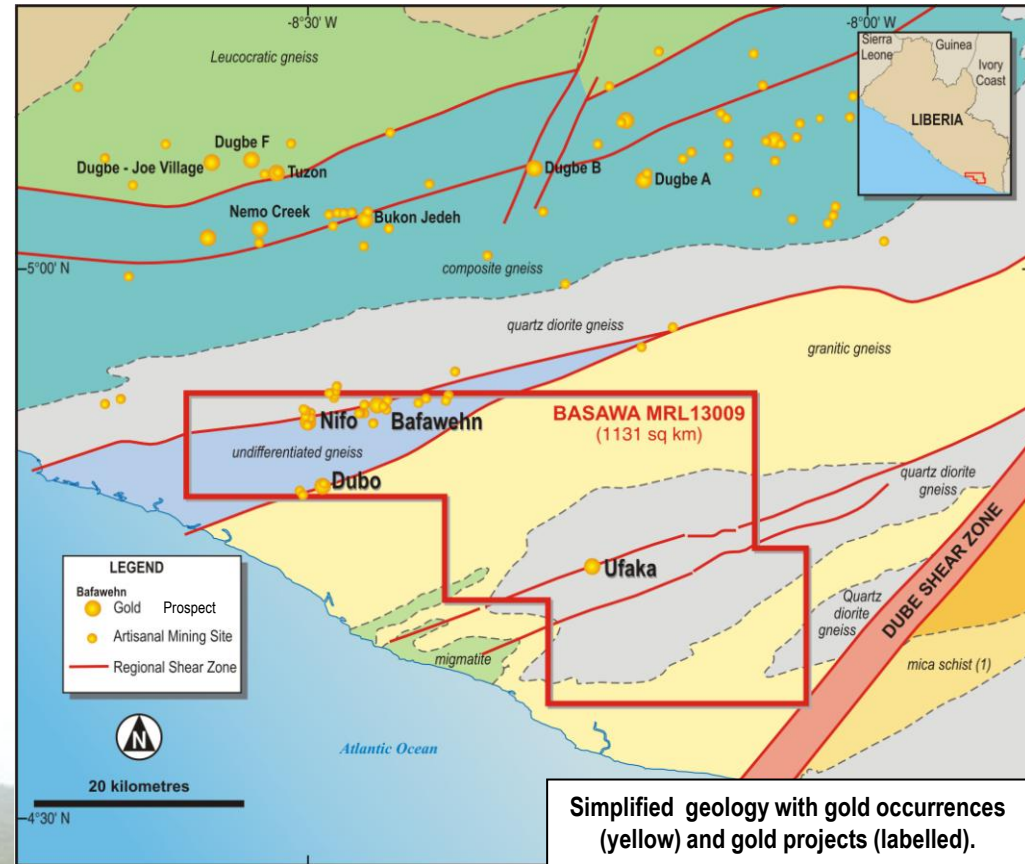 -8°30' W
-8°00' W
Leucocratic gneiss
Sierra
Leone
Guinea
Ivory
Coast
LIBERIA
Dugbe F
Dugbe - Joe Village
Tuzon
Dugbe B
Dugbe A
Nemo Creek
Bukon Jedeh
5°00' N
composite gneiss
quartz diorite gneiss
granitic gneiss
BASAWA MRL13009
(1131 sq km)
Nifo
Bafawehn
undifferentiated gneiss
Dubo
quartz diorite
gneiss
DUBE SHEAR ZONE
Ufaka
Quartz
diorite
gneiss
mica schist (1)
migmatite
LEGEND
Bafawehn
Gold Prospect
Artisanal Mining Site
Regional Shear Zone
N
Atlantic Ocean
20 kilometres
4°30' N
Simplified geology with gold occurrences
(yellow) and gold projects (labelled).